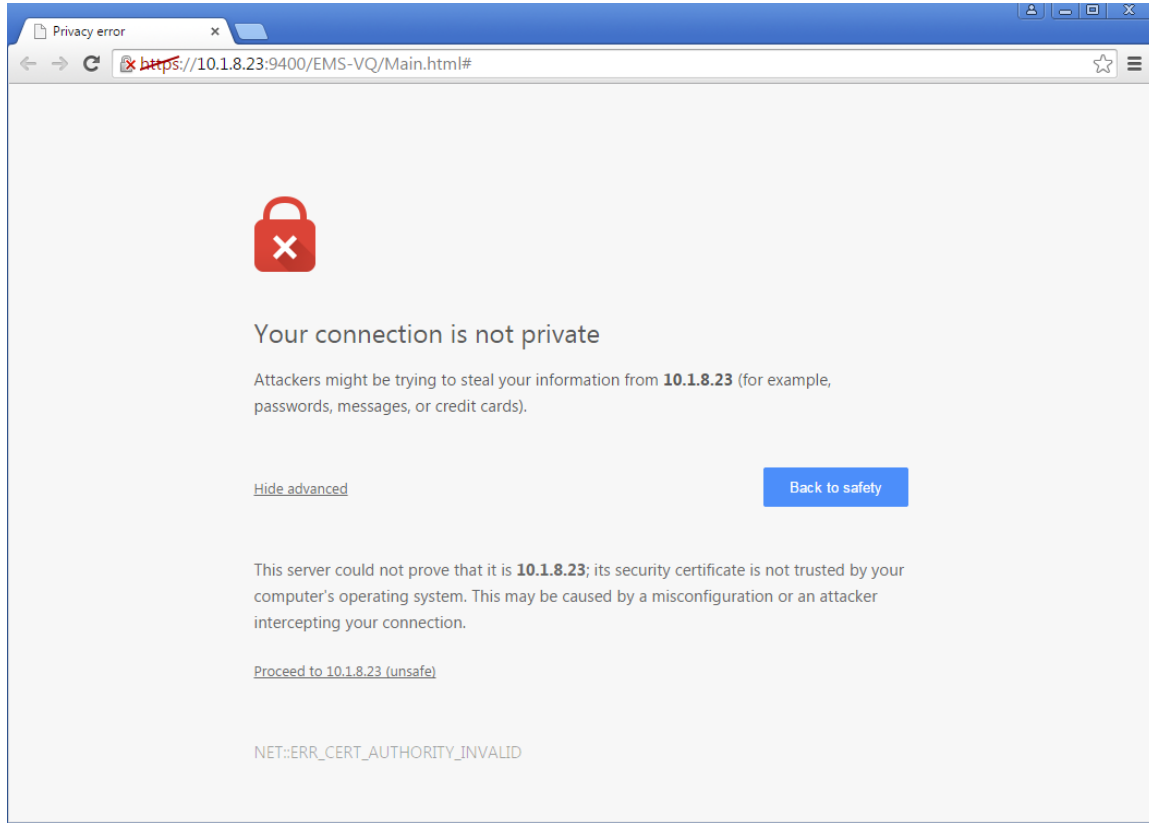 Privacy error
https://10.1.8.23:9400/EMS-VQ/Main.html#
Your connection is not private
Attackers might be trying to steal your information from 10.1.8.23 (for example,
passwords, messages, or credit cards).
Hide advanced
Back to safety
This server could not prove that it is 10.1.8.23; its security certificate is not trusted by your
computer's operating system. This may be caused by a misconfiguration or an attacker
intercepting your connection.
Proceed to 10.1.8.23 (unsafe)
NET::ERR_CERT_AUTHORITY_INVALID